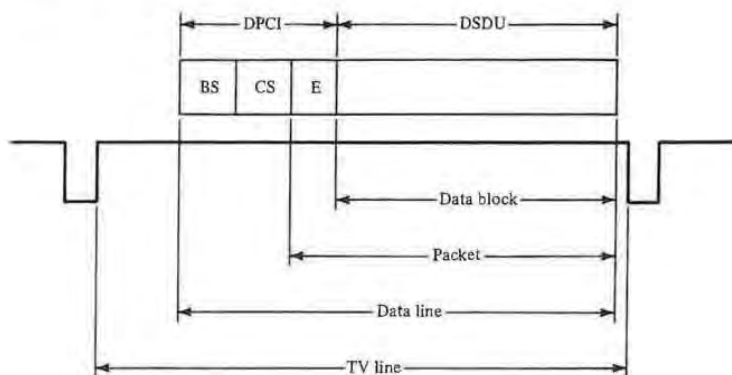 DPCI DSDU
BS CS E
Data block
Packet
Data line
TV line